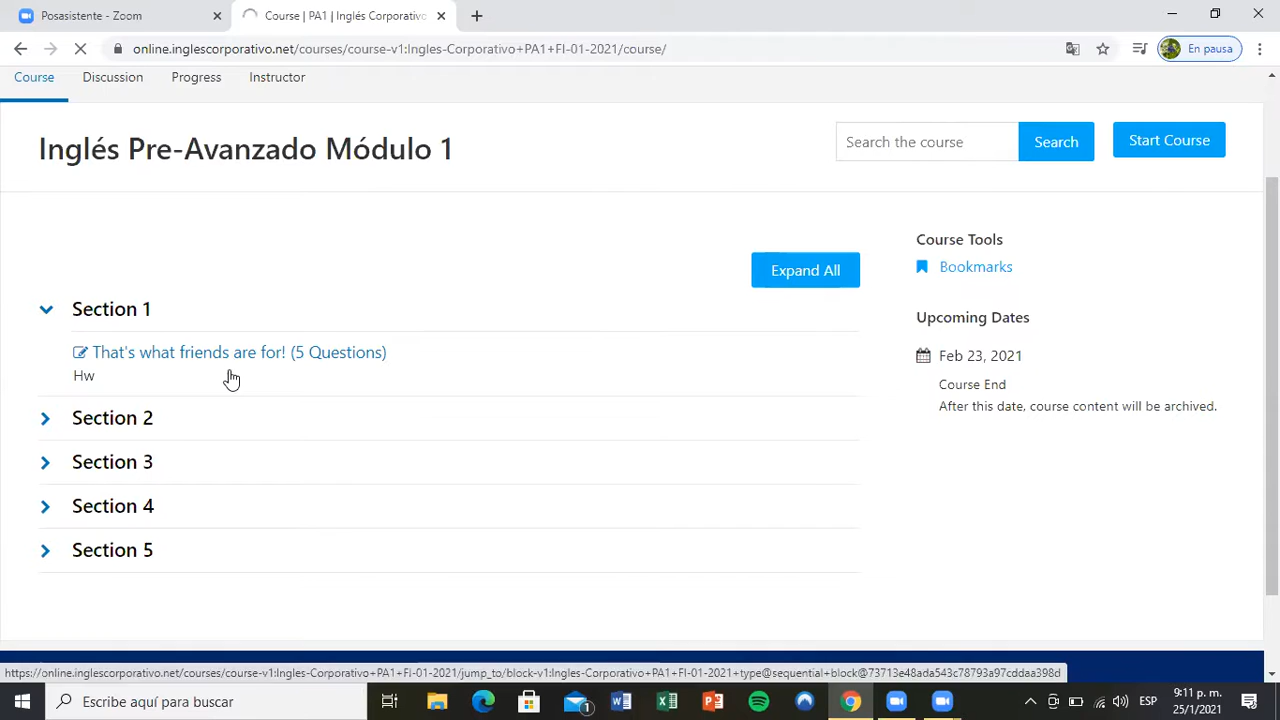 Posasistente - Zoom
Course | PA1 | Inglés Corporativo
online.inglescorporativo.net/courses/course-v1:Ingles-Corporativo+PA1+FI-01-2021/course/
En pausa
Course
Discussion
Progress
Instructor
Inglés Pre-Avanzado Módulo 1
Search the course
Search
Start Course
Expand All
Section 1
That's what friends are for! (5 Questions)
Hw
Section 2
Section 3
Section 4
Section 5
Course Tools
Bookmarks
Upcoming Dates
Feb 23, 2021
Course End
After this date, course content will be archived.
https://online.inglescorporativo.net/courses/course-v1:Ingles-Corporativo+PA1+FI-01-2021/jump_to/block-v1:Ingles-Corporativo+PA1+FI-01-2021+type@sequential+block@73713e48ada543c78793a97cddaa398d
Escribe aquí para buscar
1
ESP
9:11 p. m.
25/1/2021